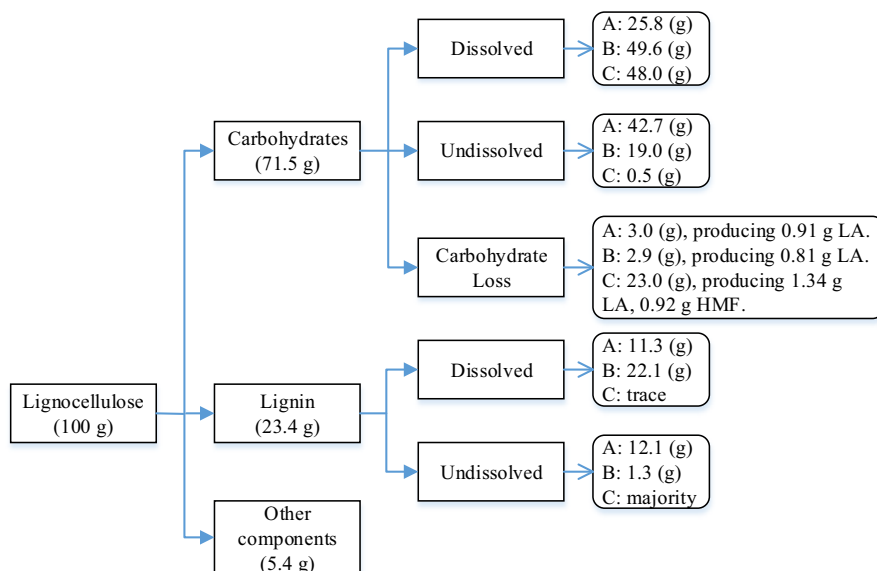 Dissolved
A: 25.8 (g)
B: 49.6 (g)
C: 48.0 (g)
Carbohydrates
(71.5 g)
Undissolved
A: 42.7 (g)
B: 19.0 (g)
C: 0.5 (g)
Carbohydrate
Loss
A: 3.0 (g), producing 0.91 g LA.
B: 2.9 (g), producing 0.81 g LA.
C: 23.0 (g), producing 1.34 g
LA, 0.92 g HMF.
Lignocellulose
(100 g)
Lignin
(23.4 g)
Dissolved
A: 11.3 (g)
B: 22.1 (g)
C: trace
Undissolved
A: 12.1 (g)
B: 1.3 (g)
C: majority
Other
components
(5.4 g)